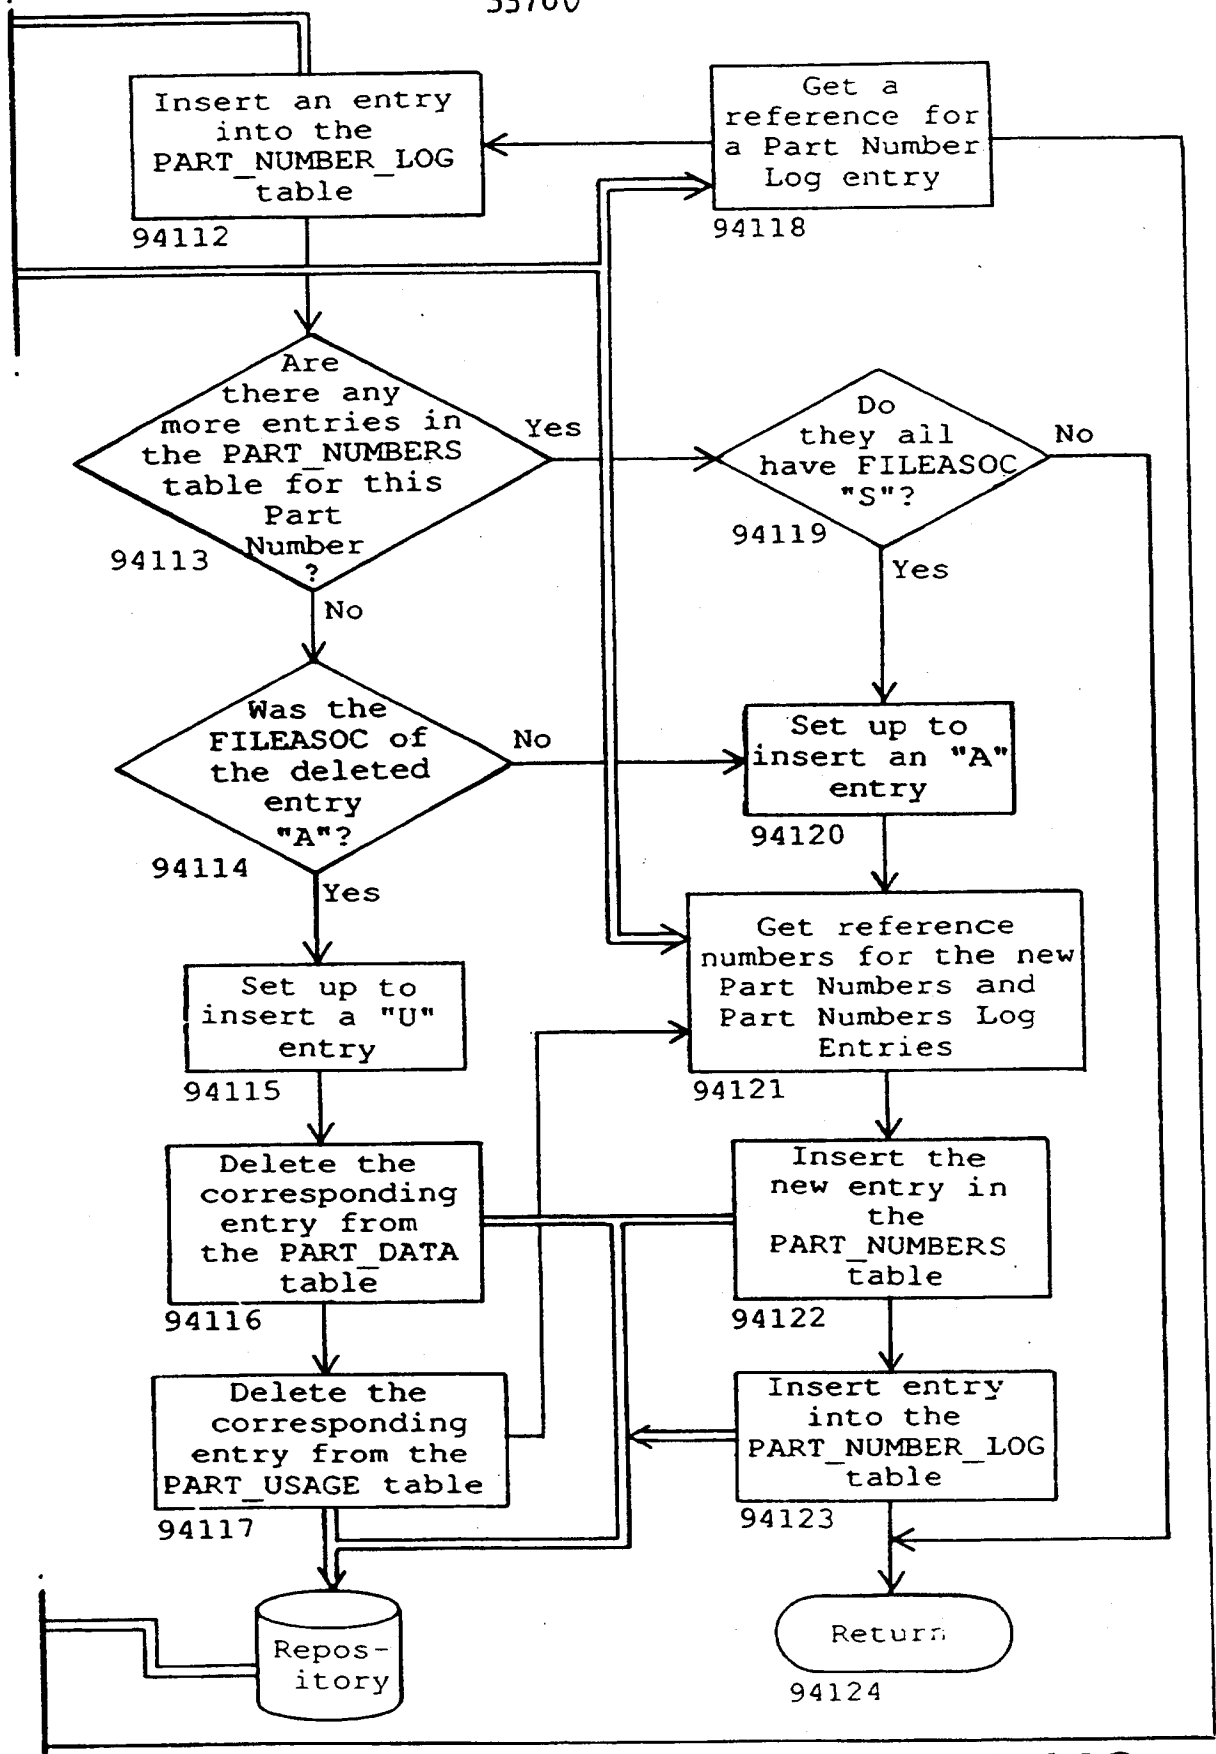 Insert an entry
into the
PART_NUMBER_LOG
table
94112
Get a
reference for
a Part Number
Log entry
94118
Are
there any
more entries in
the PART_NUMBERS
table for this
Part
Number
?
94113
Yes
No
Do
they all
have FILEASOC
"S"?
94119
No
Yes
Was the
FILEASOC of
the deleted
entry
"A"?
94114
No
Yes
Set up to
insert an "A"
entry
94120
Set up to
insert a "U"
entry
94115
Get reference
numbers for the new
Part Numbers and
Part Numbers Log
Entries
94121
Delete the
corresponding
entry from
the PART_DATA
table
94116
Insert the
new entry in
the
PART_NUMBERS
table
94122
Delete the
corresponding
entry from the
PART_USAGE table
94117
Insert entry
into the
PART_NUMBER_LOG
table
94123
Repos-
itory
Return
94124